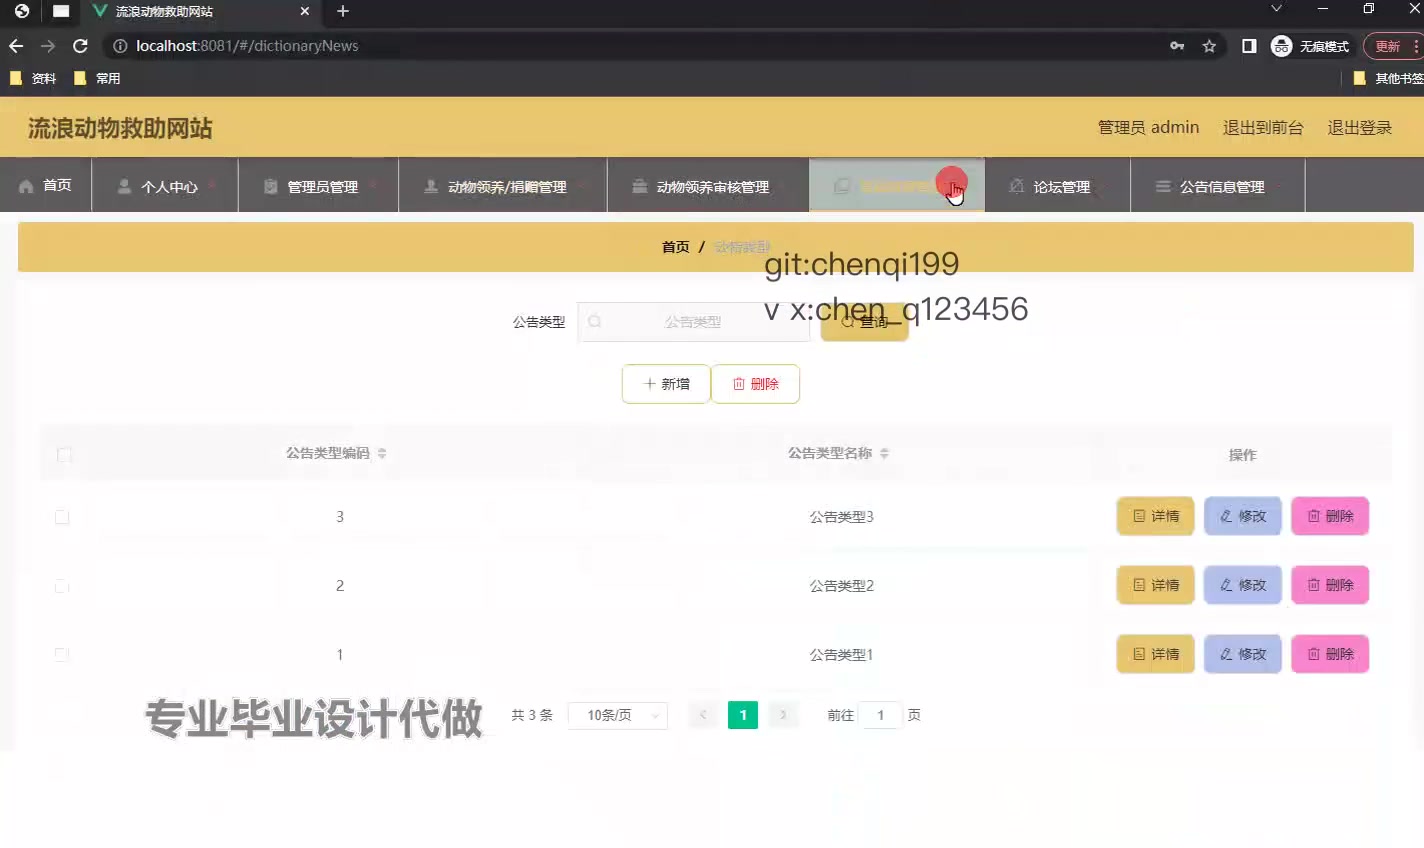 流浪动物救助网站
localhost:8081/#/dictionaryNews
无痕模式
更新
资料
常用
其他书签
流浪动物救助网站
管理员 admin
退出到前台
退出登录
首页
个人中心
管理员管理
动物领养/捐赠管理
动物领养审核管理
论坛管理
公告信息管理
首页 /
git:chenqi199
v x:chen_q123456
公告类型
公告类型
查询
新增
删除
公告类型编码
公告类型名称
操作
3
公告类型3
详情
修改
删除
2
公告类型2
详情
修改
删除
1
公告类型1
详情
修改
删除
专业毕业设计代做
共 3 条
10条/页
1
前往
1
页